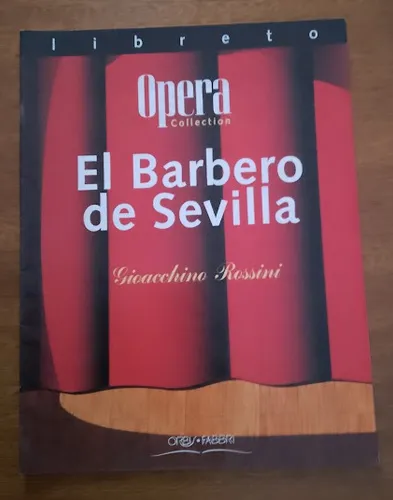 libreto
Opera
Collection
El Barbero
de Sevilla
Gioacchino Rossini
ORBIS•FABBRI